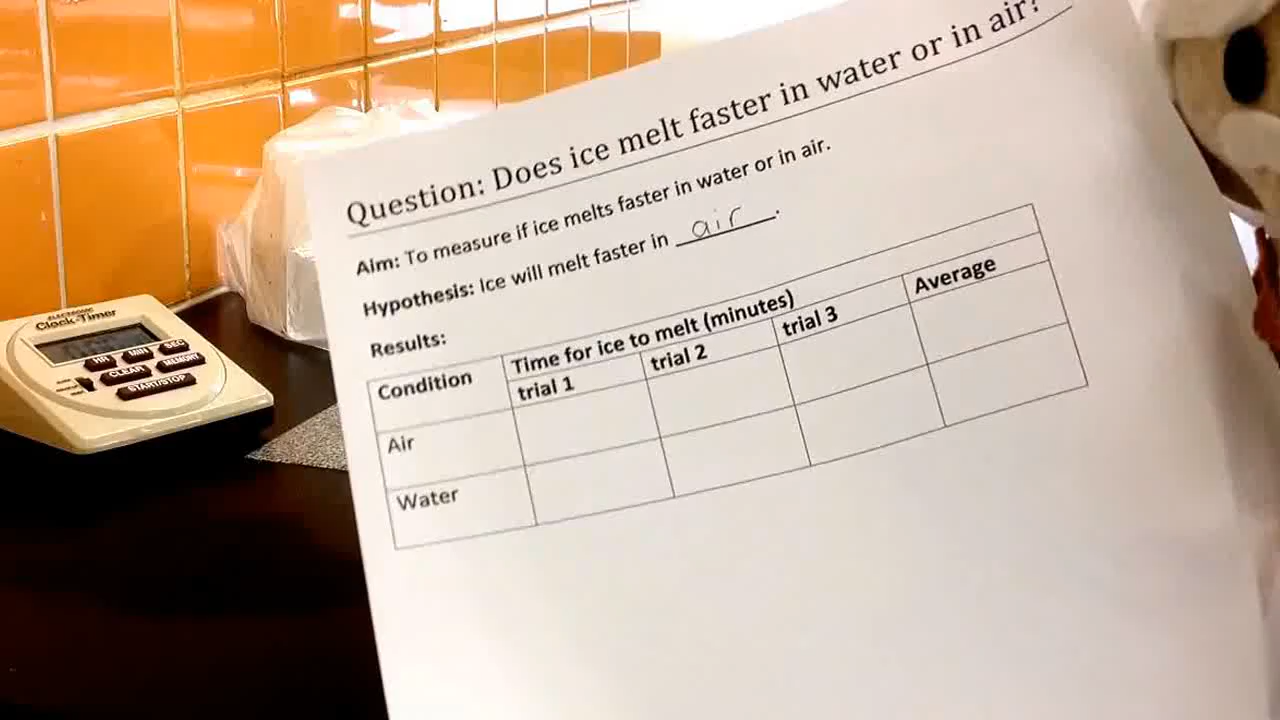 Question: Does ice melt faster in water or in air?
Aim: To measure if ice melts faster in water or in air.
Hypothesis: Ice will melt faster in air.
Results:
Condition Time for ice to melt (minutes) Average
trial 1 trial 2 trial 3
Air
Water
ELECTRONIC
Clock-Timer
HR MIN SEC
CLEAR MEMORY
START/STOP